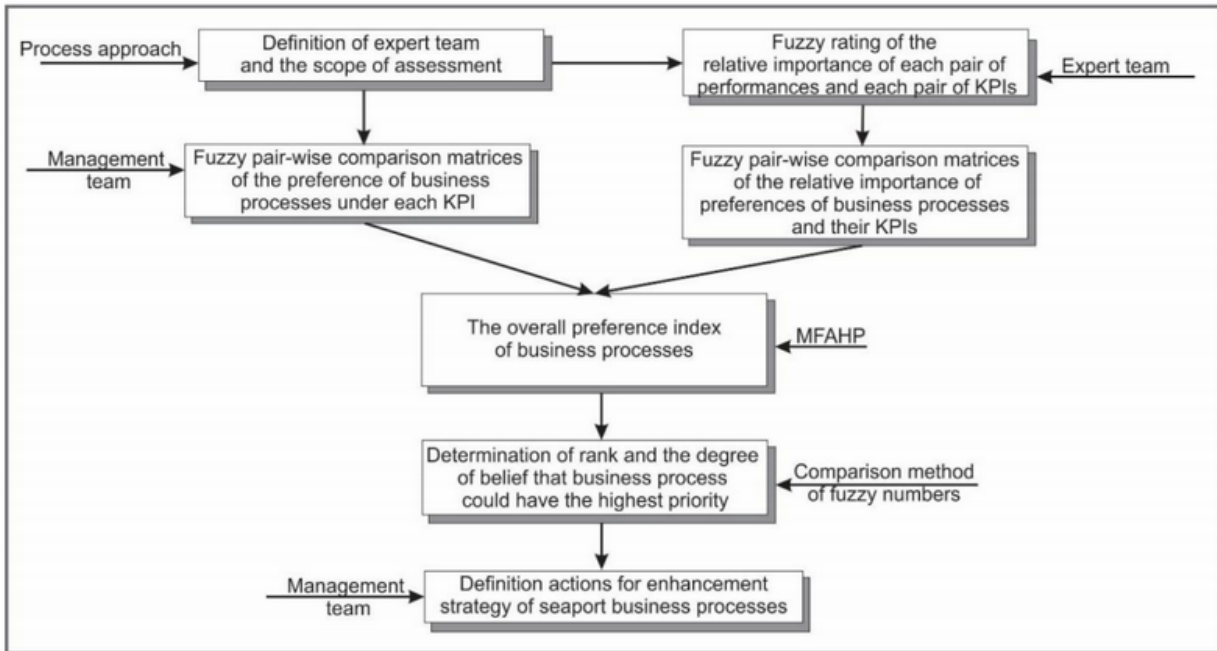 Process approach
Definition of expert team
and the scope of assessment
Fuzzy rating of the
relative importance of each pair of
performances and each pair of KPIs
Expert team
Management
team
Fuzzy pair-wise comparison matrices
of the preference of business
processes under each KPI
Fuzzy pair-wise comparison matrices
of the relative importance of
preferences of business processes
and their KPIs
The overall preference index
of business processes
MFAHP
Determination of rank and the degree
of belief that business process
could have the highest priority
Comparison method
of fuzzy numbers
Management
team
Definition actions for enhancement
strategy of seaport business processes